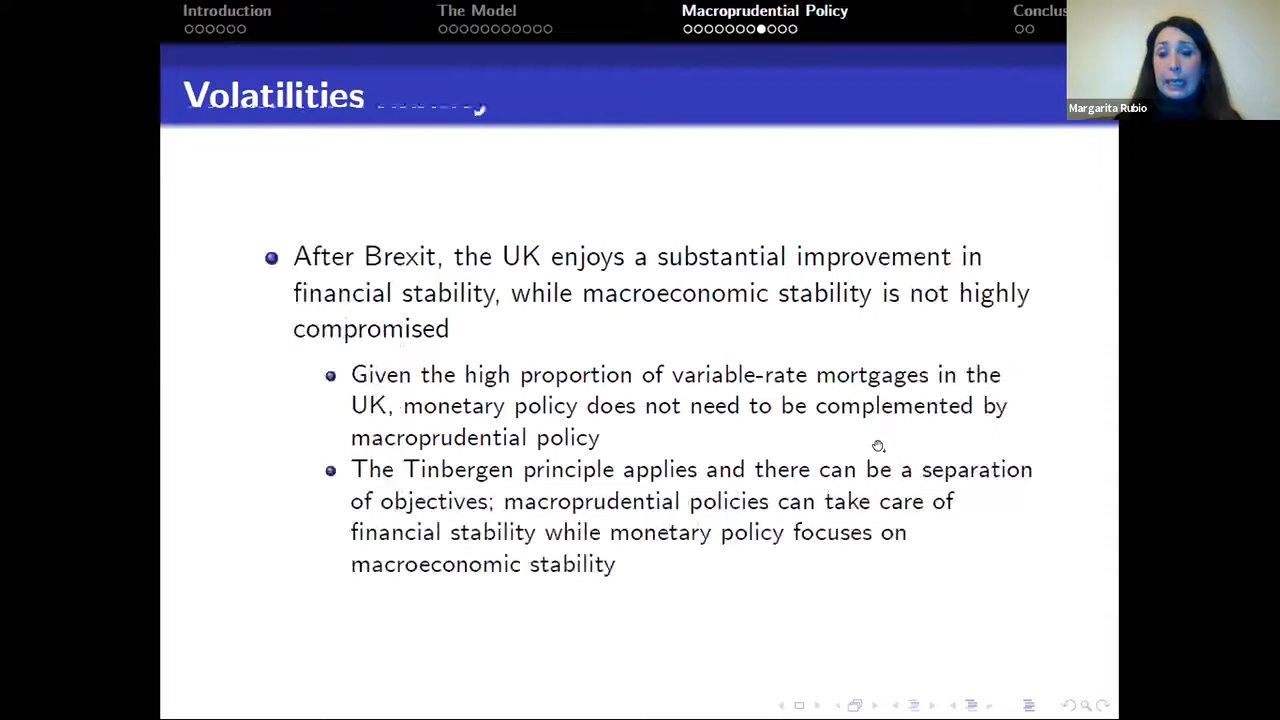 Introduction
The Model
Macroprudential Policy
Margarita Rubio
Volatilities
After Brexit, the UK enjoys a substantial improvement in
financial stability, while macroeconomic stability is not highly
compromised
Given the high proportion of variable-rate mortgages in the
UK, monetary policy does not need to be complemented by
macroprudential policy
The Tinbergen principle applies and there can be a separation
of objectives; macroprudential policies can take care of
financial stability while monetary policy focuses on
macroeconomic stability